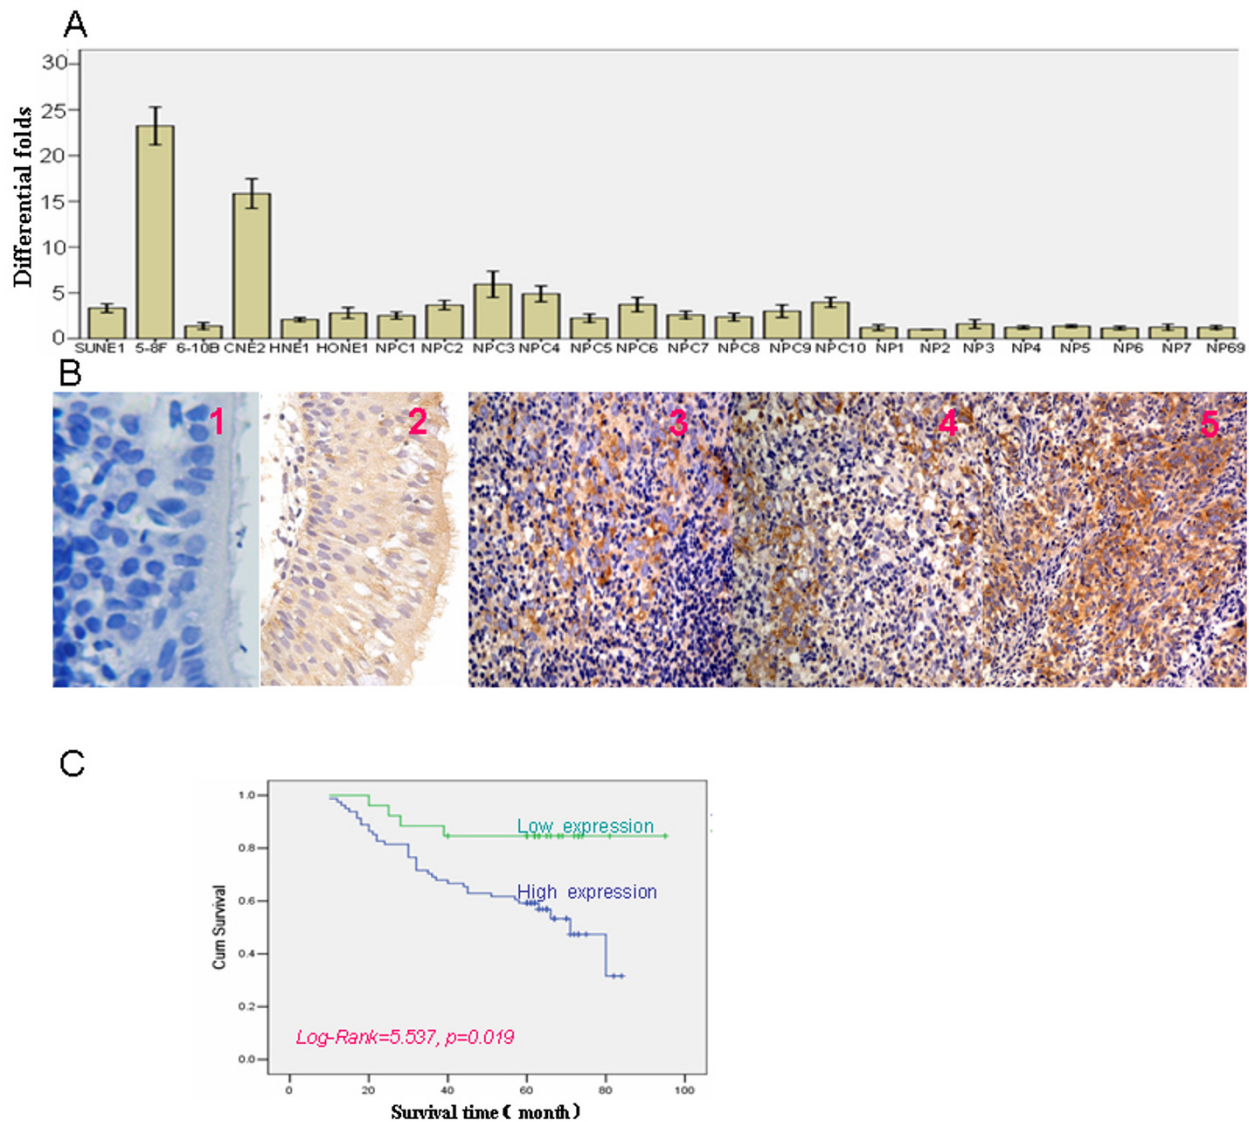 A
Differential folds
30
25
20
15
10
5
0
SUNE1 5-8F 6-10B CNE2 HNE1 HONE1 NPC1 NPC2 NPC3 NPC4 NPC5 NPC6 NPC7 NPC8 NPC9 NPC10 NP1 NP2 NP3 NP4 NP5 NP6 NP7 NP69
B
1 2 3 4 5
C
Cum Survival
1.0
0.8
0.6
0.4
0.2
0.0
Low expression
High expression
Log-Rank=5.537, p=0.019
0 20 40 60 80 100
Survival time ( month )